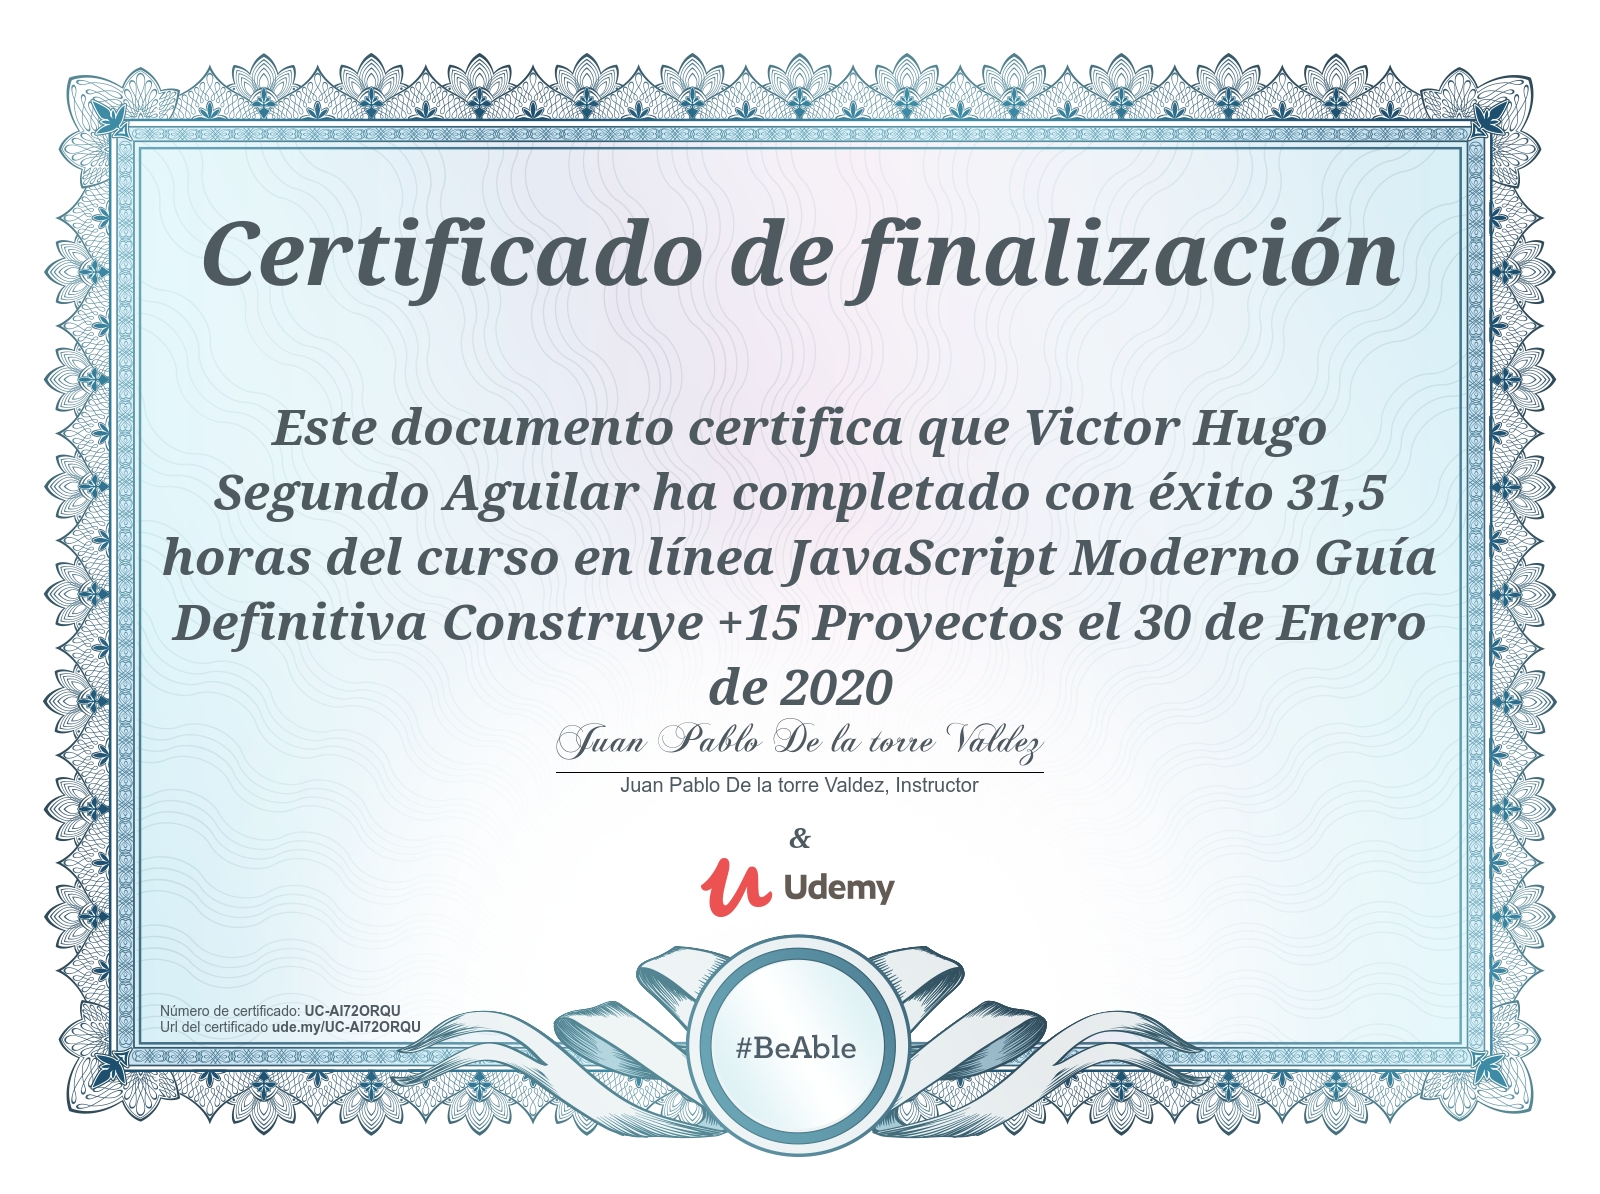 Certificado de finalización
Este documento certifica que Victor Hugo
Segundo Aguilar ha completado con éxito 31,5
horas del curso en línea JavaScript Moderno Guía
Definitiva Construye +15 Proyectos el 30 de Enero
de 2020
Juan Pablo De la torre Valdez
Juan Pablo De la torre Valdez, Instructor
&
Udemy
Número de certificado: UC-AI72ORQU
Url del certificado ude.my/UC-AI72ORQU
#BeAble